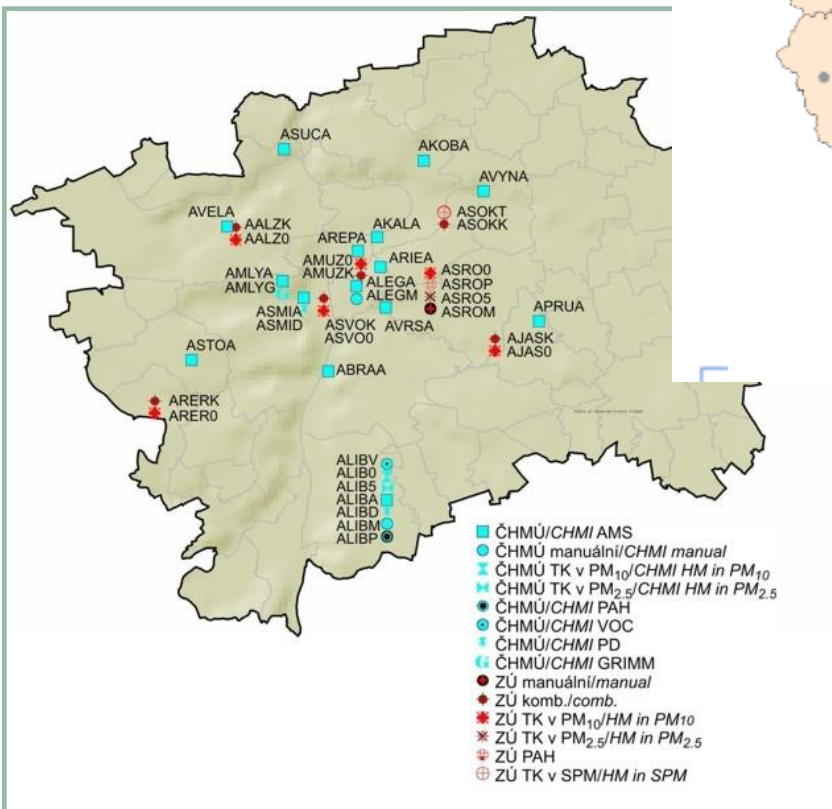 ASUCA
AKOBA
AVYNA
ASOKT
ASOKK
AVELA
AALZK
AALZ0
AKALA
AREPA
AMUZ0
AMUZK
ARIEA
AMLYA
AMLYG
ALEGA
ALEGM
ASRO0
ASROP
ASRO5
ASROM
ASMIA
ASMID
ASVOK
ASVO0
AVRSA
APRUA
AJASK
AJAS0
ASTOA
ABRAA
ARERK
ARER0
ALIBV
ALIB0
ALIB5
ALIBA
ALIBD
ALIBM
ALIBP
ČHMÚ/CHMI AMS
ČHMÚ manuální/CHMI manual
ČHMÚ TK v PM10/CHMI HM in PM10
ČHMÚ TK v PM2.5/CHMI HM in PM2.5
ČHMÚ/CHMI PAH
ČHMÚ/CHMI VOC
ČHMÚ/CHMI PD
ČHMÚ/CHMI GRIMM
ZÚ manuální/manual
ZÚ komb./comb.
ZÚ TK v PM10/HM in PM10
ZÚ TK v PM2.5/HM in PM2.5
ZÚ PAH
ZÚ TK v SPM/HM in SPM